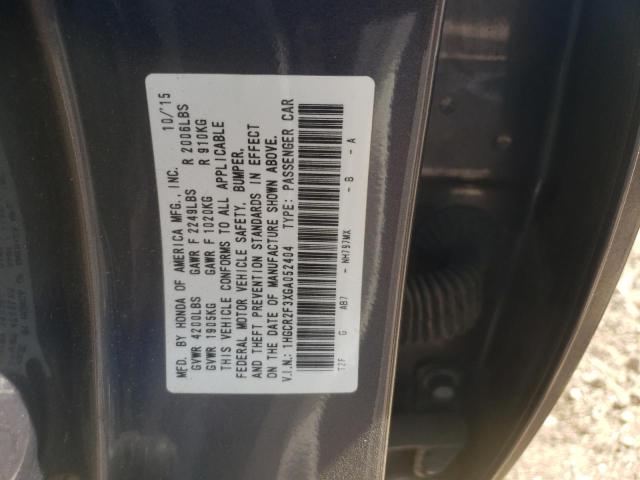 MFD. BY HONDA OF AMERICA MFG., INC. 10/'15
GVWR 4200LBS GAWR F 2249LBS R 2006LBS
GVWR 1905KG GAWR F 1020KG R 910KG
THIS VEHICLE CONFORMS TO ALL APPLICABLE
FEDERAL MOTOR VEHICLE SAFETY, BUMPER,
AND THEFT PREVENTION STANDARDS IN EFFECT
ON THE DATE OF MANUFACTURE SHOWN ABOVE.
V.I.N.: 1HGCR2F3XGA052404 TYPE: PASSENGER CAR
T2F G AB7 - NH797MX - B - A